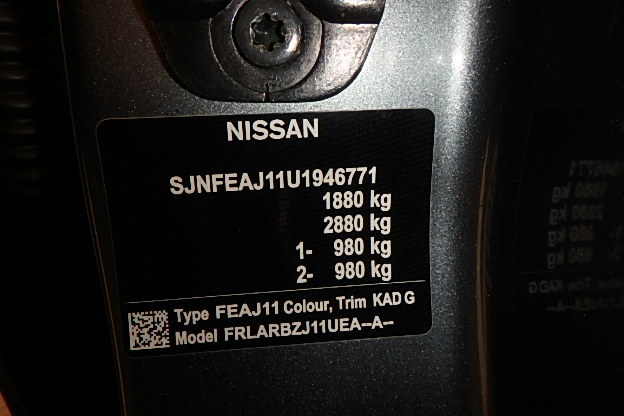 NISSAN
SJNFEAJ11U1946771
1880 kg
2880 kg
1- 980 kg
2- 980 kg
Type FEAJ11 Colour, Trim KAD G
Model FRLARBZJ11UEA--A--